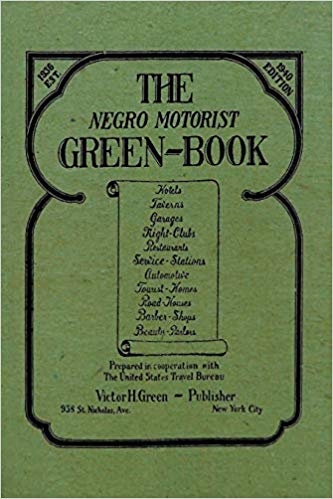 1936
EST.
1940
EDITION
THE
NEGRO MOTORIST
GREEN-BOOK
Hotels
Taverns
Garages
Night-Clubs
Restaurants
Service-Stations
Automotive
Tourist-Homes
Road-Houses
Barber-Shops
Beauty-Parlors
Prepared in cooperation with
The United States Travel Bureau
Victor H. Green — Publisher
938 St. Nicholas, Ave. New York City